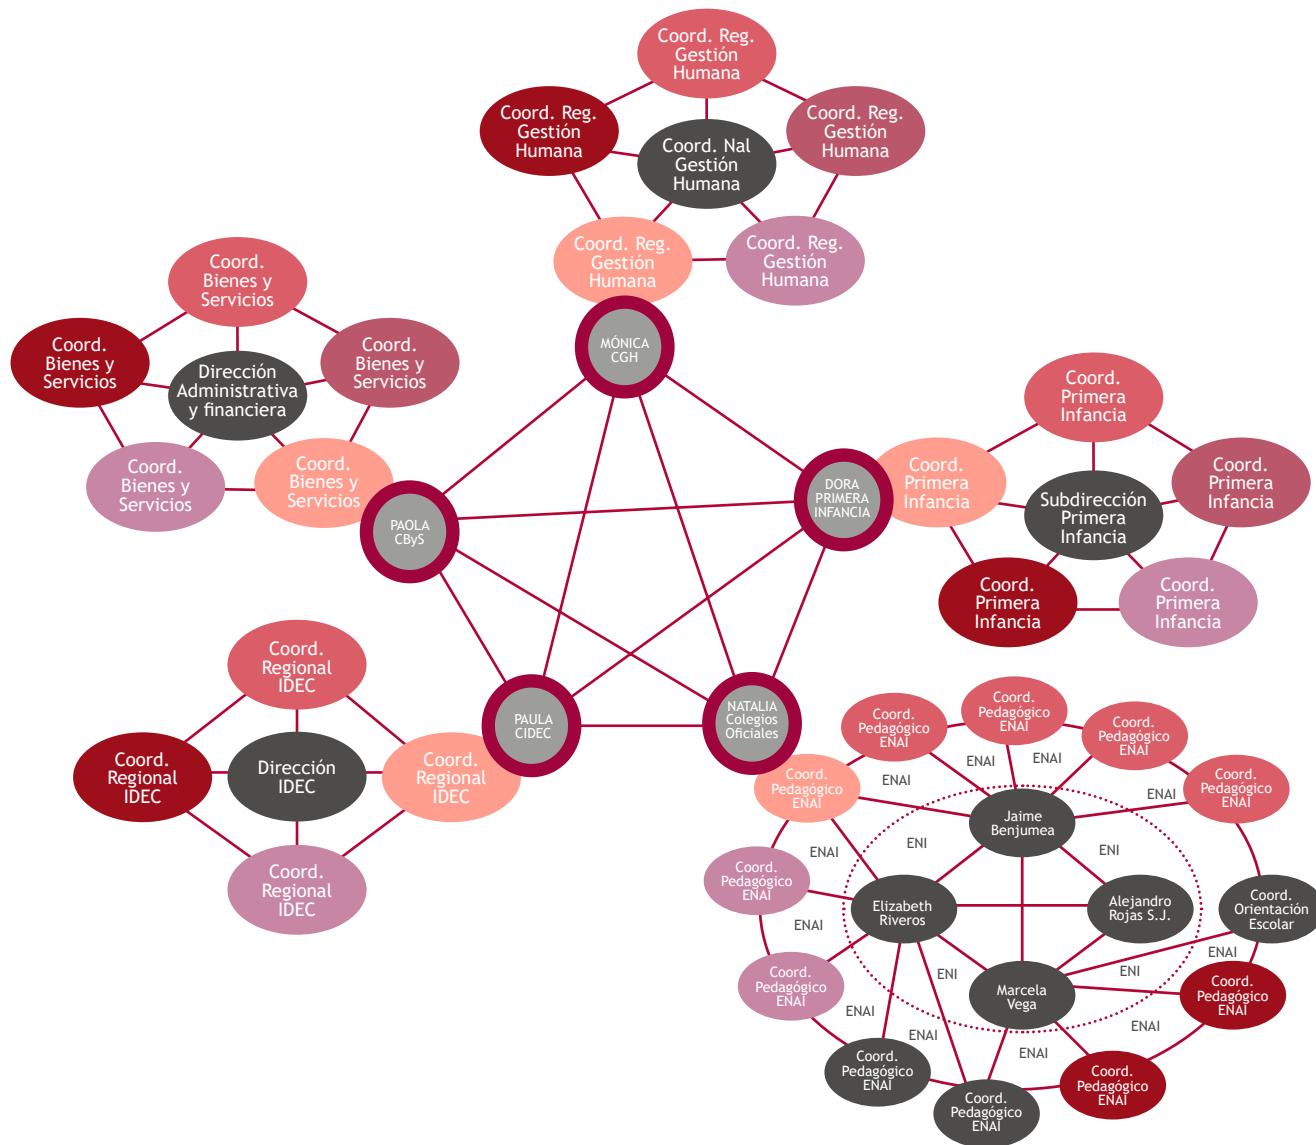 Coord. Reg.
Gestión
Humana
Coord. Reg.
Gestión
Humana
Coord. Nal
Gestión
Humana
Coord. Reg.
Gestión
Humana
Coord. Reg.
Gestión
Humana
Coord. Reg.
Gestión
Humana
MÓNICA
CGH
Coord.
Bienes y
Servicios
Coord.
Bienes y
Servicios
Dirección
Administrativa
y financiera
Coord.
Bienes y
Servicios
Coord.
Bienes y
Servicios
Coord.
Bienes y
Servicios
PAOLA
CByS
DORA
PRIMERA
INFANCIA
Coord.
Primera
Infancia
Coord.
Primera
Infancia
Coord.
Primera
Infancia
Subdirección
Primera
Infancia
Coord.
Primera
Infancia
Coord.
Primera
Infancia
Coord.
Regional
IDEC
Coord.
Regional
IDEC
Dirección
IDEC
Coord.
Regional
IDEC
Coord.
Regional
IDEC
PAULA
CIDEC
NATALIA
Colegios
Oficiales
Coord.
Pedagógico
ENAI
Coord.
Pedagógico
ENAI
Coord.
Pedagógico
ENAI
Coord.
Pedagógico
ENAI
Coord.
Pedagógico
ENAI
ENAI
ENAI
ENAI
ENAI
ENAI
Jaime
Benjumea
ENI
ENI
Coord.
Pedagógico
ENAI
Elizabeth
Riveros
Alejandro
Rojas S.J.
Coord.
Orientación
Escolar
ENAI
ENAI
ENI
ENI
Coord.
Pedagógico
ENAI
Marcela
Vega
Coord.
Pedagógico
ENAI
ENAI
ENAI
ENAI
ENAI
Coord.
Pedagógico
ENAI
Coord.
Pedagógico
ENAI
Coord.
Pedagógico
ENAI